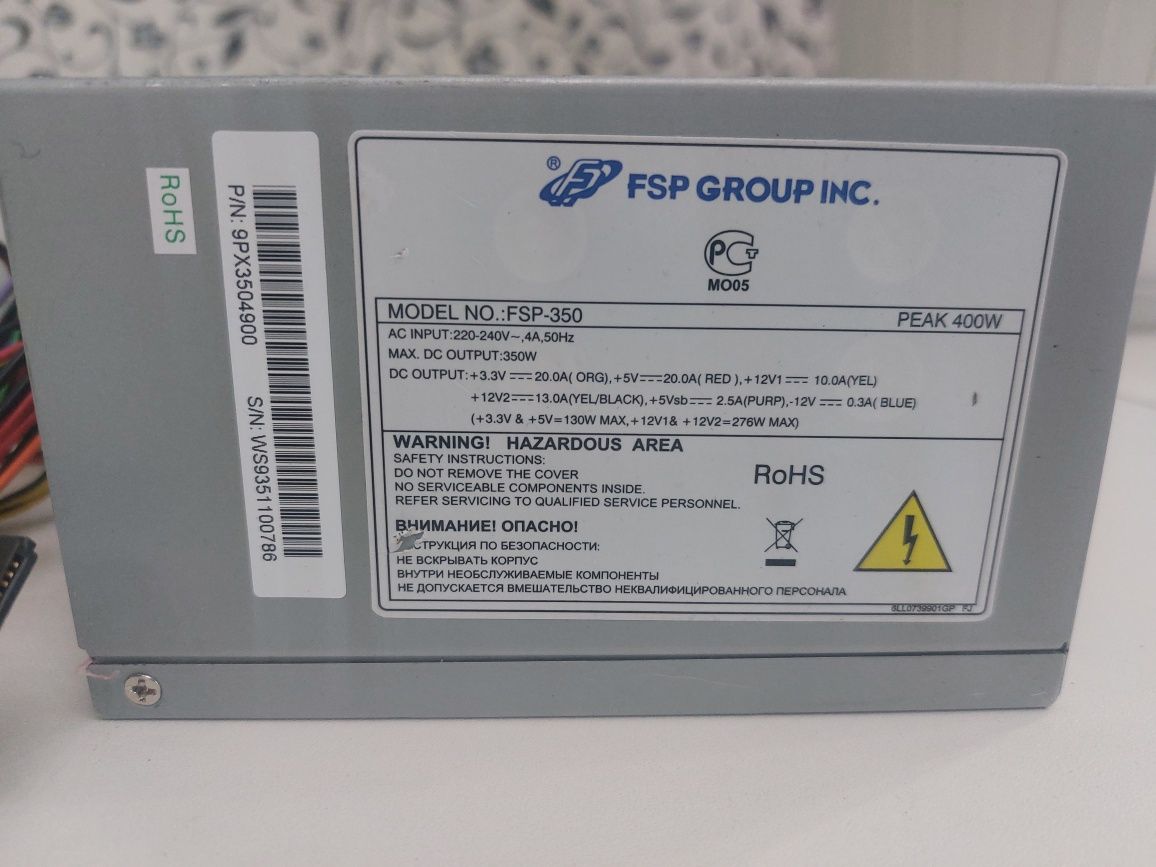 RoHS
P/N: 9PX3504900
S/N: WS9351100786
® FSP GROUP INC.
РСТ
МО05
MODEL NO.:FSP-350 PEAK 400W
AC INPUT:220-240V~,4A,50Hz
MAX. DC OUTPUT:350W
DC OUTPUT:+3.3V⎓20.0A( ORG),+5V⎓20.0A( RED ),+12V1⎓ 10.0A(YEL)
+12V2⎓13.0A(YEL/BLACK),+5Vsb⎓ 2.5A(PURP),-12V ⎓ 0.3A( BLUE)
(+3.3V & +5V=130W MAX,+12V1& +12V2=276W MAX)
WARNING! HAZARDOUS AREA
SAFETY INSTRUCTIONS:
DO NOT REMOVE THE COVER
NO SERVICEABLE COMPONENTS INSIDE.
REFER SERVICING TO QUALIFIED SERVICE PERSONNEL.
RoHS
ВНИМАНИЕ! ОПАСНО!
СТРУКЦИЯ ПО БЕЗОПАСНОСТИ:
НЕ ВСКРЫВАТЬ КОРПУС
ВНУТРИ НЕОБСЛУЖИВАЕМЫЕ КОМПОНЕНТЫ
НЕ ДОПУСКАЕТСЯ ВМЕШАТЕЛЬСТВО НЕКВАЛИФИЦИРОВАННОГО ПЕРСОНАЛА
6LL0739901GP FJ